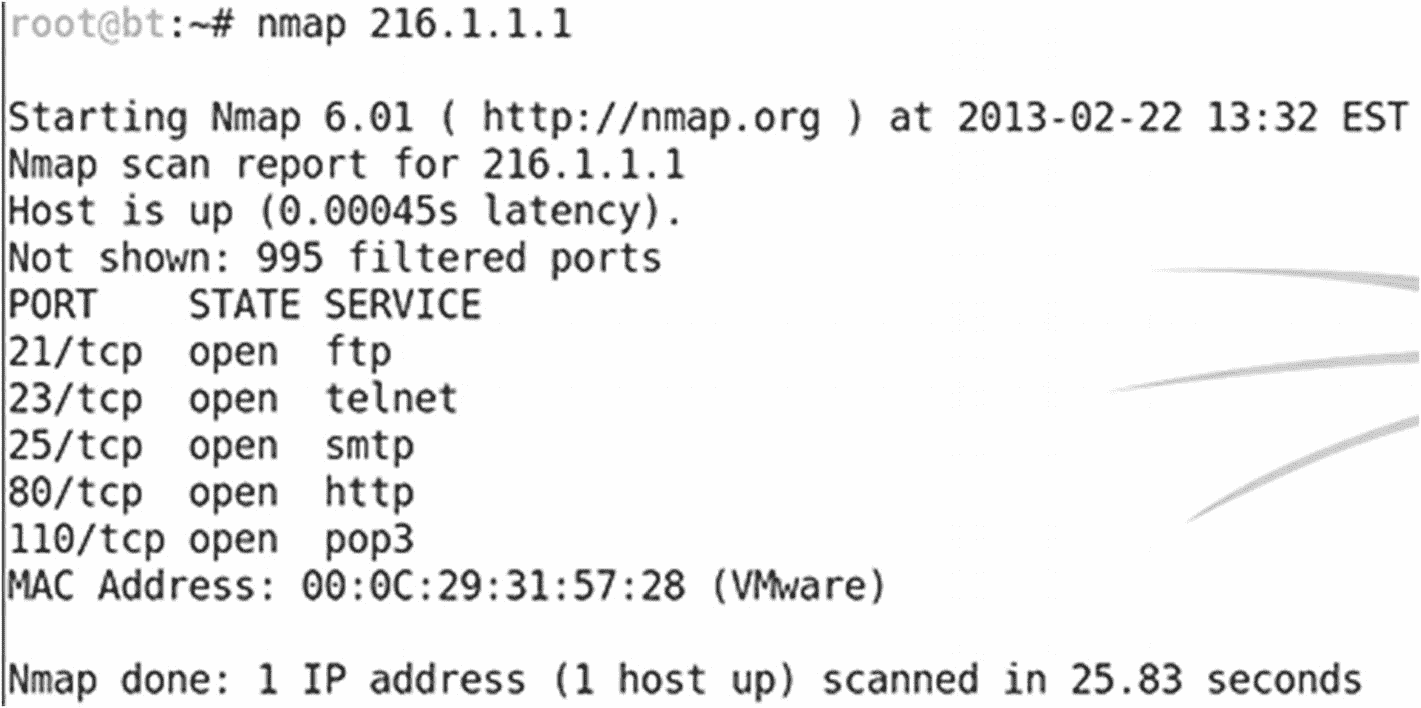 root@bt:~# nmap 216.1.1.1
Starting Nmap 6.01 ( http://nmap.org ) at 2013-02-22 13:32 EST
Nmap scan report for 216.1.1.1
Host is up (0.00045s latency).
Not shown: 995 filtered ports
PORT    STATE SERVICE
21/tcp  open  ftp
23/tcp  open  telnet
25/tcp  open  smtp
80/tcp  open  http
110/tcp open  pop3
MAC Address: 00:0C:29:31:57:28 (VMware)
Nmap done: 1 IP address (1 host up) scanned in 25.83 seconds